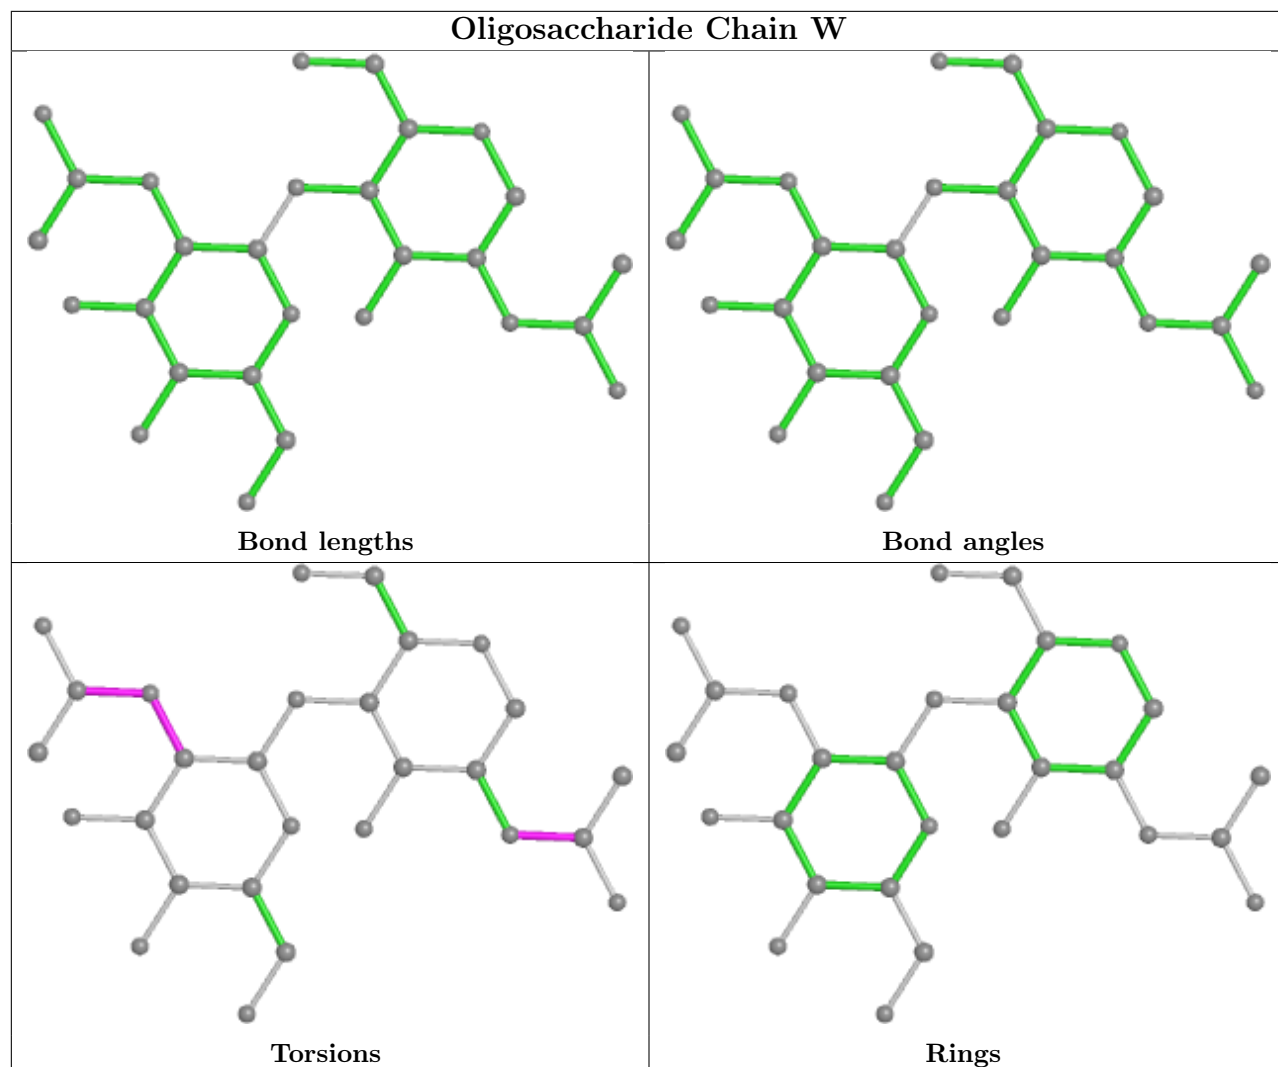 Oligosaccharide Chain W
Bond lengths
Bond angles
Torsions
Rings